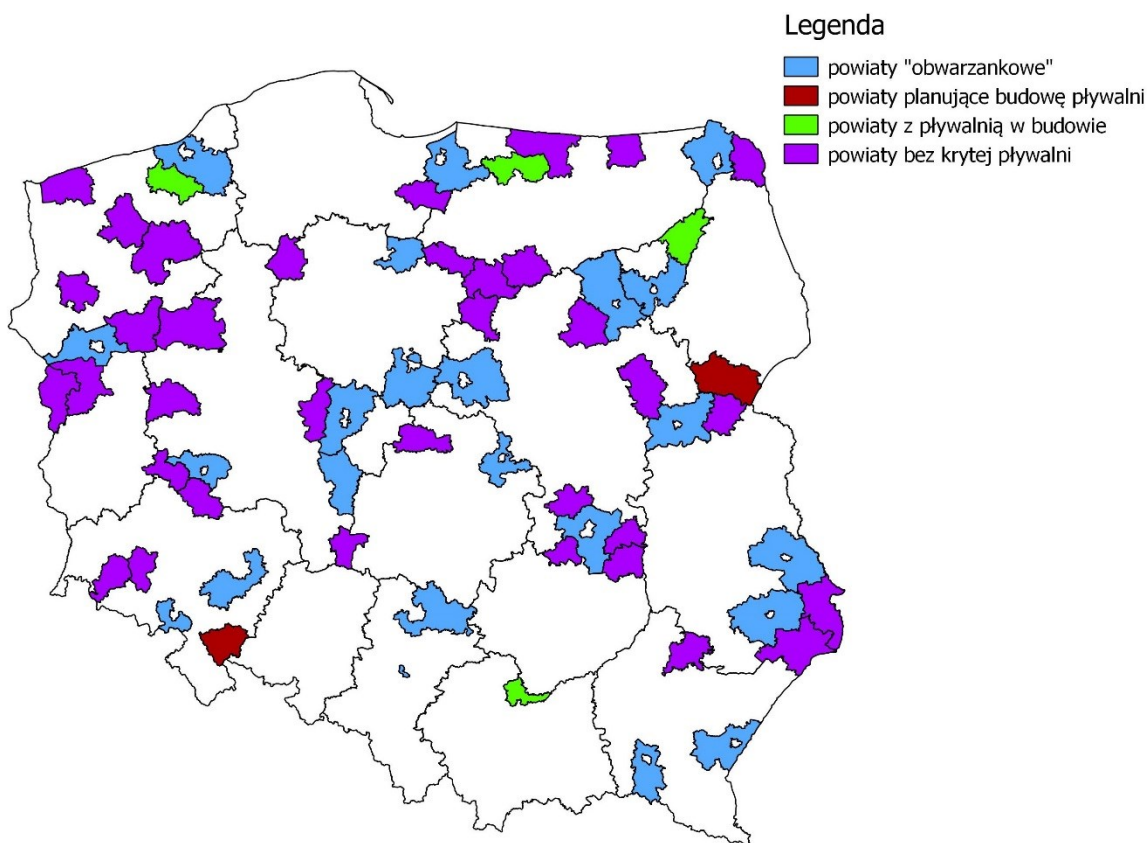 Legenda
powiaty "obwarzankowe"
powiaty planujące budowę pływalni
powiaty z pływalnią w budowie
powiaty bez krytej pływalni